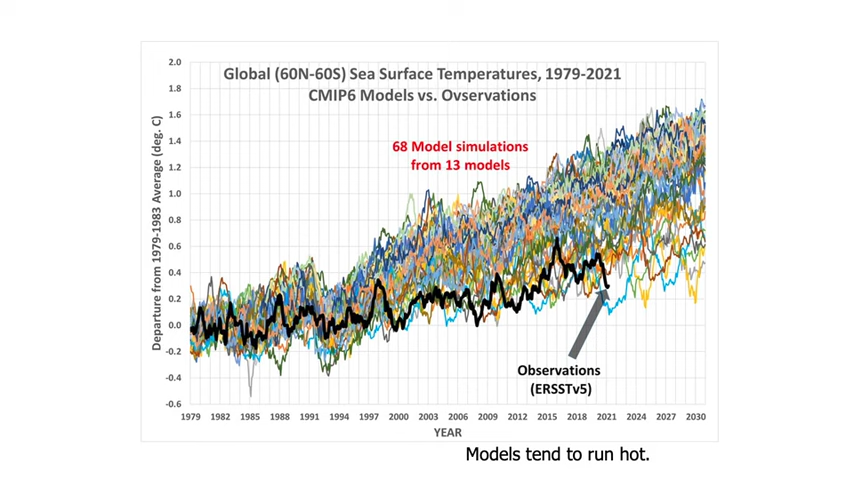 Global (60N-60S) Sea Surface Temperatures, 1979-2021
CMIP6 Models vs. Ovservations
68 Model simulations
from 13 models
Departure from 1979-1983 Average (deg. C)
2.0
1.8
1.6
1.4
1.2
1.0
0.8
0.6
0.4
0.2
0.0
-0.2
-0.4
-0.6
Observations
(ERSSTv5)
1979 1982 1985 1988 1991 1994 1997 2000 2003 2006 2009 2012 2015 2018 2021 2024 2027 2030
YEAR
Models tend to run hot.